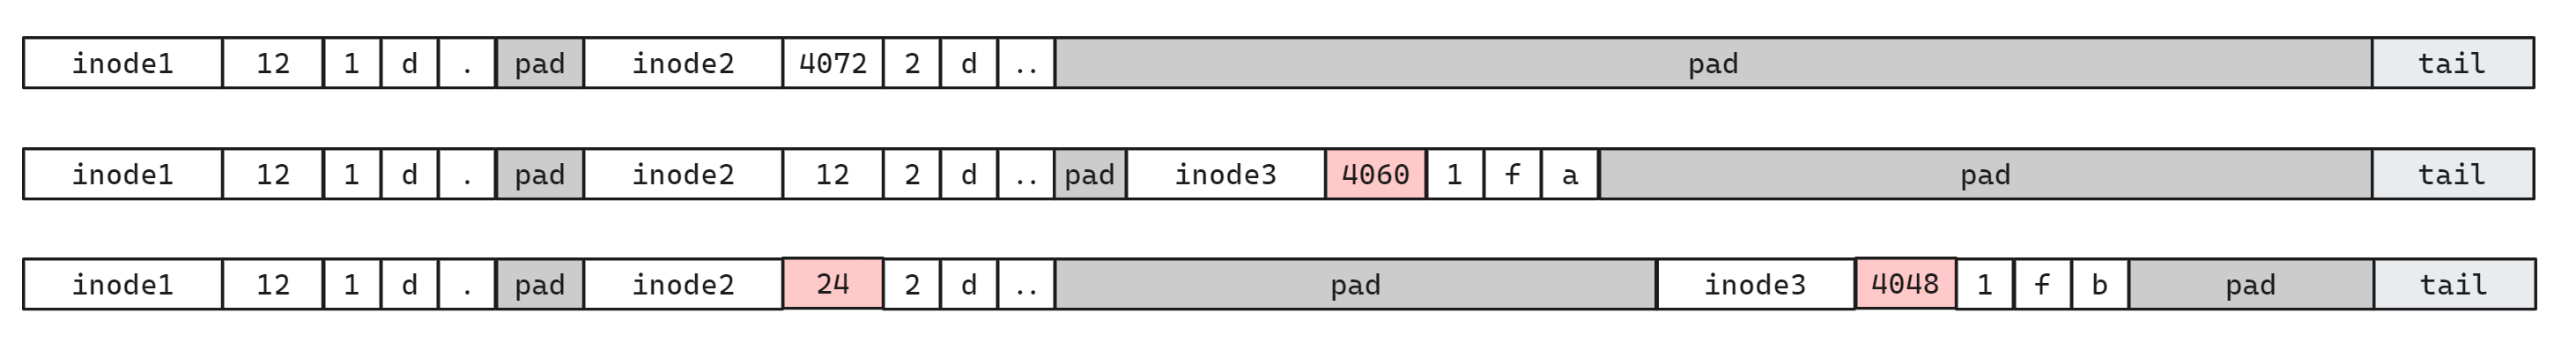 inode1 12 1 d . pad inode2 4072 2 d .. pad tail
inode1 12 1 d . pad inode2 12 2 d .. pad inode3 4060 1 f a pad tail
inode1 12 1 d . pad inode2 24 2 d .. pad inode3 4048 1 f b pad tail